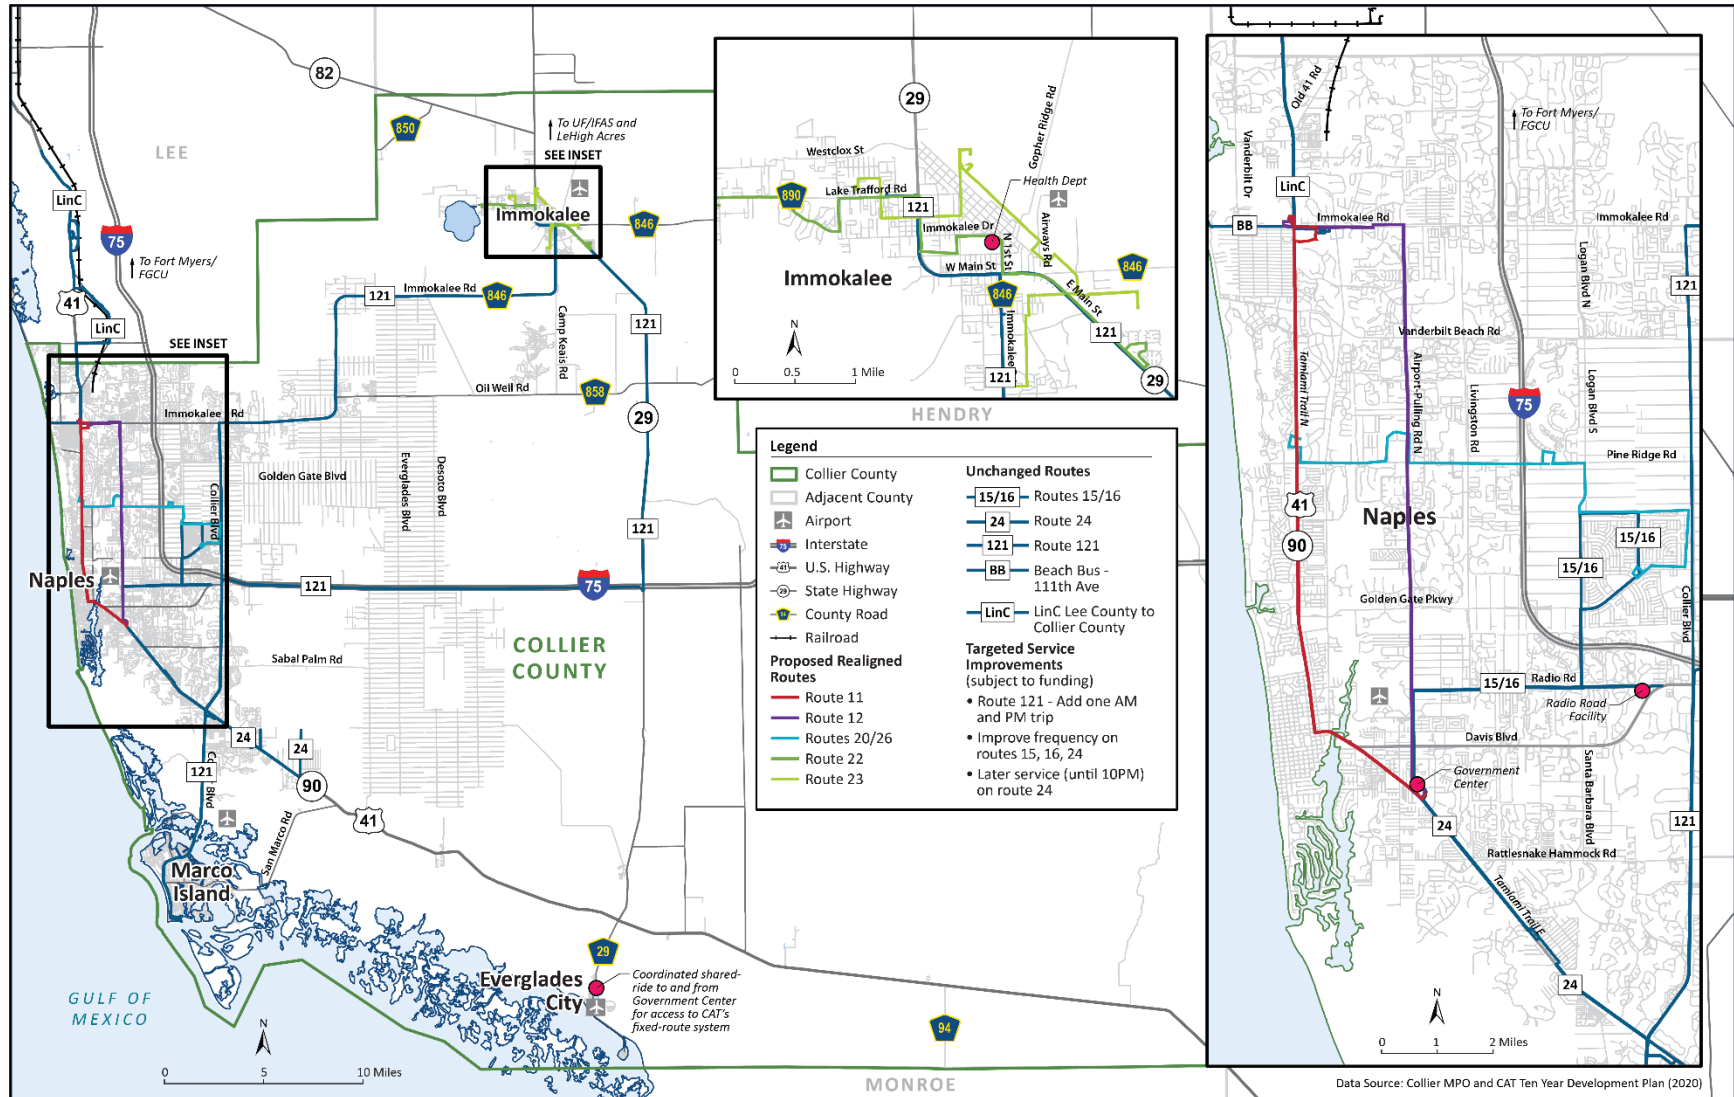 82
850
To UF/IFAS and
LeHigh Acres
SEE INSET
LEE
LinC
75
To Fort Myers/
FGCU
41
LinC
SEE INSET
Immokalee
846
121
Immokalee Rd
846
121
Camp Keais Rd
Oil Well Rd
858
29
Immokalee Rd
Golden Gate Blvd
Everglades Blvd
Desoto Blvd
Collier Blvd
121
Naples
121
75
COLLIER
COUNTY
Sabal Palm Rd
24
24
90
121
Blvd
41
San Marco Rd
Marco
Island
29
Everglades
City
Coordinated shared-
ride to and from
Government Center
for access to CAT's
fixed-route system
94
GULF OF
MEXICO
N
0
5
10 Miles
MONROE
HENDRY
29
Gopher Ridge Rd
Westclox St
Health Dept
890
Lake Trafford Rd
121
Immokalee Dr
N 1st St
Airways Rd
W Main St
846
846
E Main St
Immokalee
Immokalee
121
121
29
N
0
0.5
1 Mile
Legend
Collier County
Adjacent County
Airport
75
Interstate
41
U.S. Highway
29
State Highway
County Road
Railroad
Proposed Realigned
Routes
Route 11
Route 12
Routes 20/26
Route 22
Route 23
Unchanged Routes
15/16
Routes 15/16
24
Route 24
121
Route 121
BB
Beach Bus -
111th Ave
LinC
LinC Lee County to
Collier County
Targeted Service
Improvements
(subject to funding)
• Route 121 - Add one AM
and PM trip
• Improve frequency on
routes 15, 16, 24
• Later service (until 10PM)
on route 24
Old 41 Rd
To Fort Myers/
FGCU
Vanderbilt Dr
LinC
BB
Immokalee Rd
Immokalee Rd
Logan Blvd N
121
Vanderbilt Beach Rd
Tamiami Trail N
Airport-Pulling Rd N
Livingston Rd
75
Logan Blvd S
Pine Ridge Rd
41
Naples
90
15/16
15/16
Golden Gate Pkwy
Collier Blvd
15/16
Radio Rd
Radio Road
Facility
Davis Blvd
Government
Center
Santa Barbara Blvd
24
121
Rattlesnake Hammock Rd
Tamiami Trail E
24
N
0
1
2 Miles
Data Source: Collier MPO and CAT Ten Year Development Plan (2020)